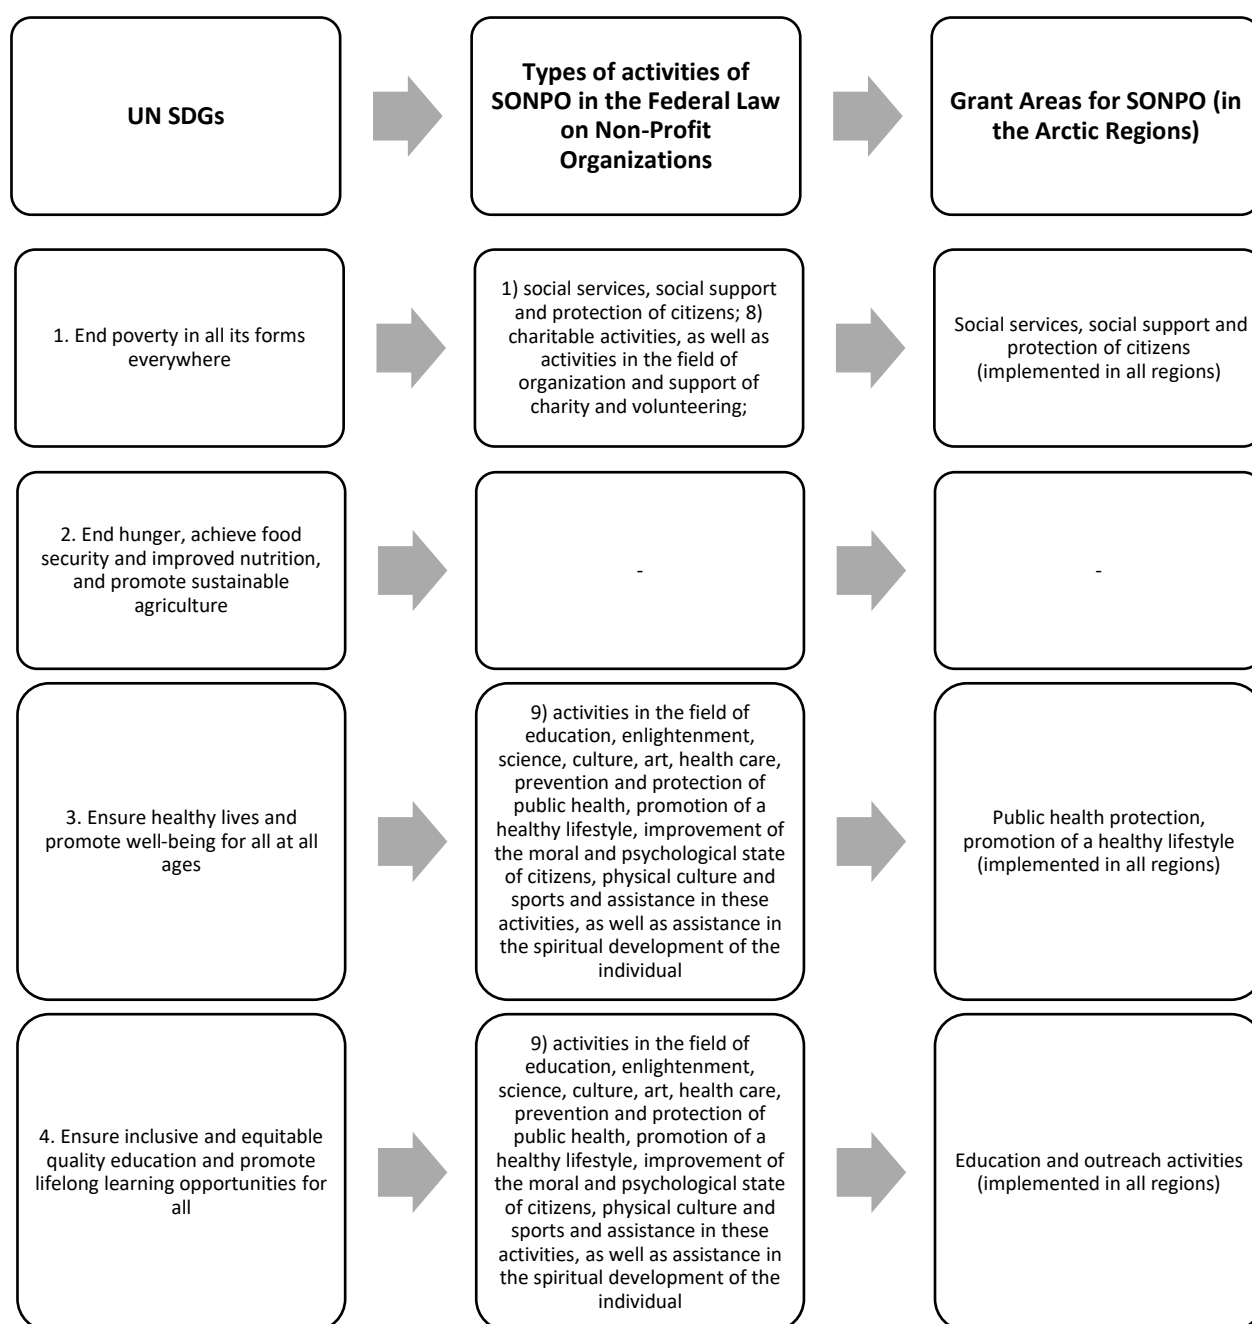 UN SDGs
Types of activities of
SONPO in the Federal Law
on Non-Profit
Organizations
Grant Areas for SONPO (in
the Arctic Regions)
1. End poverty in all its forms
everywhere
1) social services, social support
and protection of citizens; 8)
charitable activities, as well as
activities in the field of
organization and support of
charity and volunteering;
Social services, social support and
protection of citizens
(implemented in all regions)
2. End hunger, achieve food
security and improved nutrition,
and promote sustainable
agriculture
-
-
3. Ensure healthy lives and
promote well-being for all at all
ages
9) activities in the field of
education, enlightenment,
science, culture, art, health care,
prevention and protection of
public health, promotion of a
healthy lifestyle, improvement of
the moral and psychological state
of citizens, physical culture and
sports and assistance in these
activities, as well as assistance in
the spiritual development of the
individual
Public health protection,
promotion of a healthy lifestyle
(implemented in all regions)
4. Ensure inclusive and equitable
quality education and promote
lifelong learning opportunities for
all
9) activities in the field of
education, enlightenment,
science, culture, art, health care,
prevention and protection of
public health, promotion of a
healthy lifestyle, improvement of
the moral and psychological state
of citizens, physical culture and
sports and assistance in these
activities, as well as assistance in
the spiritual development of the
individual
Education and outreach activities
(implemented in all regions)